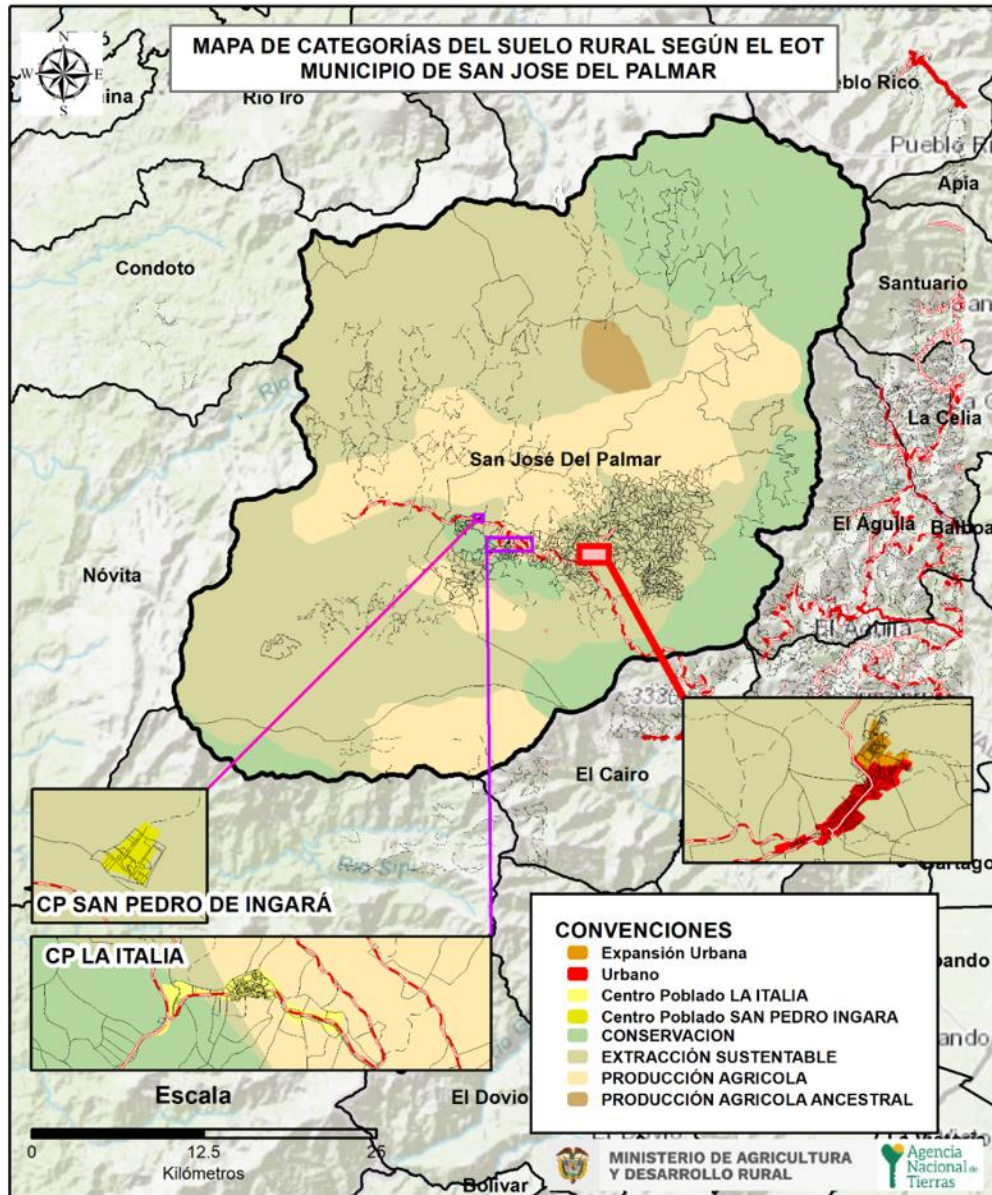 MAPA DE CATEGORÍAS DEL SUELO RURAL SEGÚN EL EOT
MUNICIPIO DE SAN JOSE DEL PALMAR
N
W E
S
Río Iro
Pueblo
Apia
Condoto
Santuario
La Celia
San José Del Palmar
El Águila
Balboa
Nóvita
El Aguila
El Cairo
CP SAN PEDRO DE INGARÁ
CP LA ITALIA
CONVENCIONES
Expansión Urbana
Urbano
Centro Poblado LA ITALIA
Centro Poblado SAN PEDRO INGARA
CONSERVACION
EXTRACCIÓN SUSTENTABLE
PRODUCCIÓN AGRICOLA
PRODUCCIÓN AGRICOLA ANCESTRAL
Escala
El Dovio
0 12.5 25
Kilómetros
Bolívar
MINISTERIO DE AGRICULTURA
Y DESARROLLO RURAL
Agencia
Nacional de
Tierras